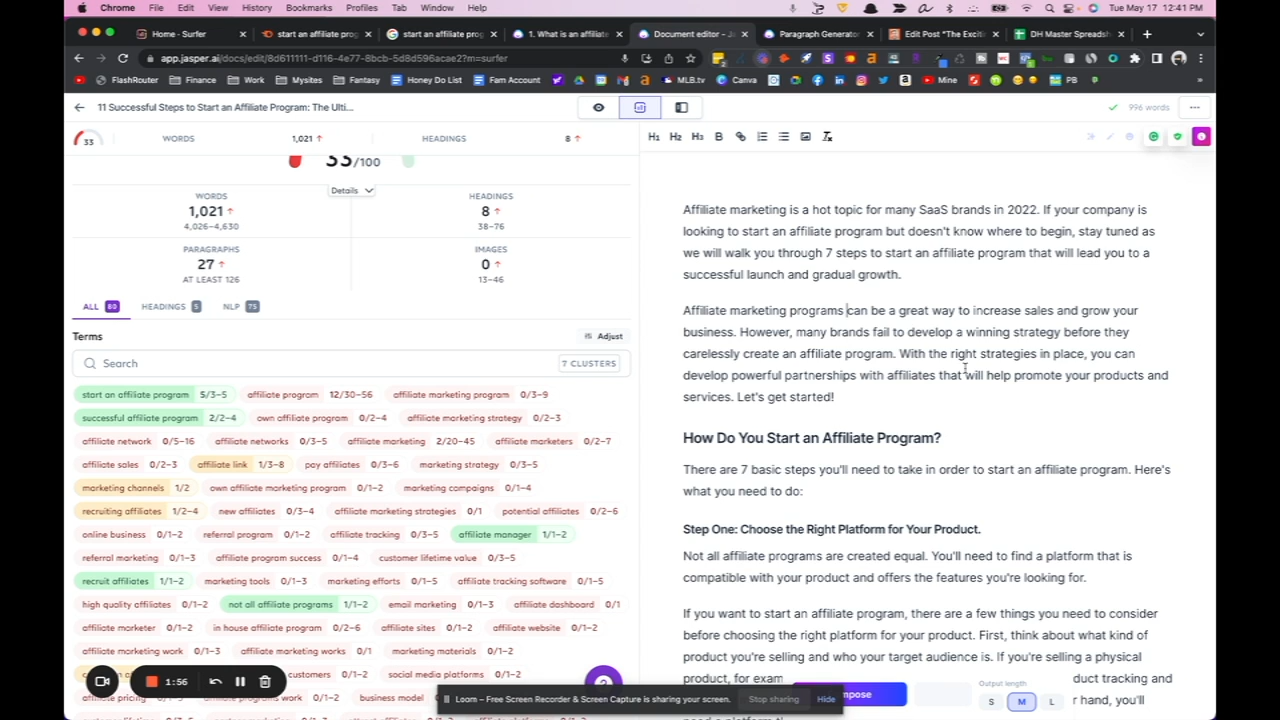 Chrome File Edit View History Bookmarks Profiles Tab Window Help Tue May 17 12:41 PM
Home - Surfer × start an affiliate pro × start an affiliate prog × 1. What is an affiliate × Document editor – Ja × Paragraph Generator Edit Post "The Exciti DH Master Spreadsh +
app.jasper.ai/docs/edit/8d611111-d116-4e77-8bcb-5d8d596acae2?m=surfer
FlashRouter Finance Work Mysites Fantasy Honey Do List Fam Account MLB.tv Canva Mine PB
11 Successful Steps to Start an Affiliate Program: The Ulti... 996 words
33 WORDS 1,021 ↑ HEADINGS 8 ↑
H1 H2 H3 B
33/100
Details
WORDS HEADINGS
1,021 ↑ 8 ↑
4,026–4,630 38–76
PARAGRAPHS IMAGES
27 ↑ 0 ↑
AT LEAST 126 13–46
ALL 80 HEADINGS 5 NLP 75
Terms Adjust
Search 7 CLUSTERS
start an affiliate program 5/3–5 affiliate program 12/30–56 affiliate marketing program 0/3–9
successful affiliate program 2/2–4 own affiliate program 0/2–4 affiliate marketing strategy 0/2–3
affiliate network 0/5–16 affiliate networks 0/3–5 affiliate marketing 2/20–45 affiliate marketers 0/2–7
affiliate sales 0/2–3 affiliate link 1/3–8 pay affiliates 0/3–6 marketing strategy 0/3–5
marketing channels 1/2 own affiliate marketing program 0/1–2 marketing campaigns 0/1–4
recruiting affiliates 1/2–4 new affiliates 0/3–4 affiliate marketing strategies 0/1 potential affiliates 0/2–6
online business 0/1–2 referral program 0/1–2 affiliate tracking 0/3–5 affiliate manager 1/1–2
referral marketing 0/1–3 affiliate program success 0/1–4 customer lifetime value 0/3–5
recruit affiliates 1/1–2 marketing tools 0/1–3 marketing efforts 0/1–5 affiliate tracking software 0/1–5
high quality affiliates 0/1–2 not all affiliate programs 1/1–2 email marketing 0/1–3 affiliate dashboard 0/1
affiliate marketer 0/1–2 in house affiliate program 0/2–6 affiliate sites 0/1–2 affiliate website 0/1–2
affiliate marketing work 0/1–3 affiliate marketing works 0/1 marketing materials 0/1–2
customers 0/1–2 social media platforms 0/1–2
affiliate pricing business model
Affiliate marketing is a hot topic for many SaaS brands in 2022. If your company is
looking to start an affiliate program but doesn't know where to begin, stay tuned as
we will walk you through 7 steps to start an affiliate program that will lead you to a
successful launch and gradual growth.
Affiliate marketing programs can be a great way to increase sales and grow your
business. However, many brands fail to develop a winning strategy before they
carelessly create an affiliate program. With the right strategies in place, you can
develop powerful partnerships with affiliates that will help promote your products and
services. Let's get started!
How Do You Start an Affiliate Program?
There are 7 basic steps you'll need to take in order to start an affiliate program. Here's
what you need to do:
Step One: Choose the Right Platform for Your Product.
Not all affiliate programs are created equal. You'll need to find a platform that is
compatible with your product and offers the features you're looking for.
If you want to start an affiliate program, there are a few things you need to consider
before choosing the right platform for your product. First, think about what kind of
product you're selling and who your target audience is. If you're selling a physical
product, for exam duct tracking and
r hand, you'll
1:56
Loom – Free Screen Recorder & Screen Capture is sharing your screen. Stop sharing Hide
mpose
Output length
S M L